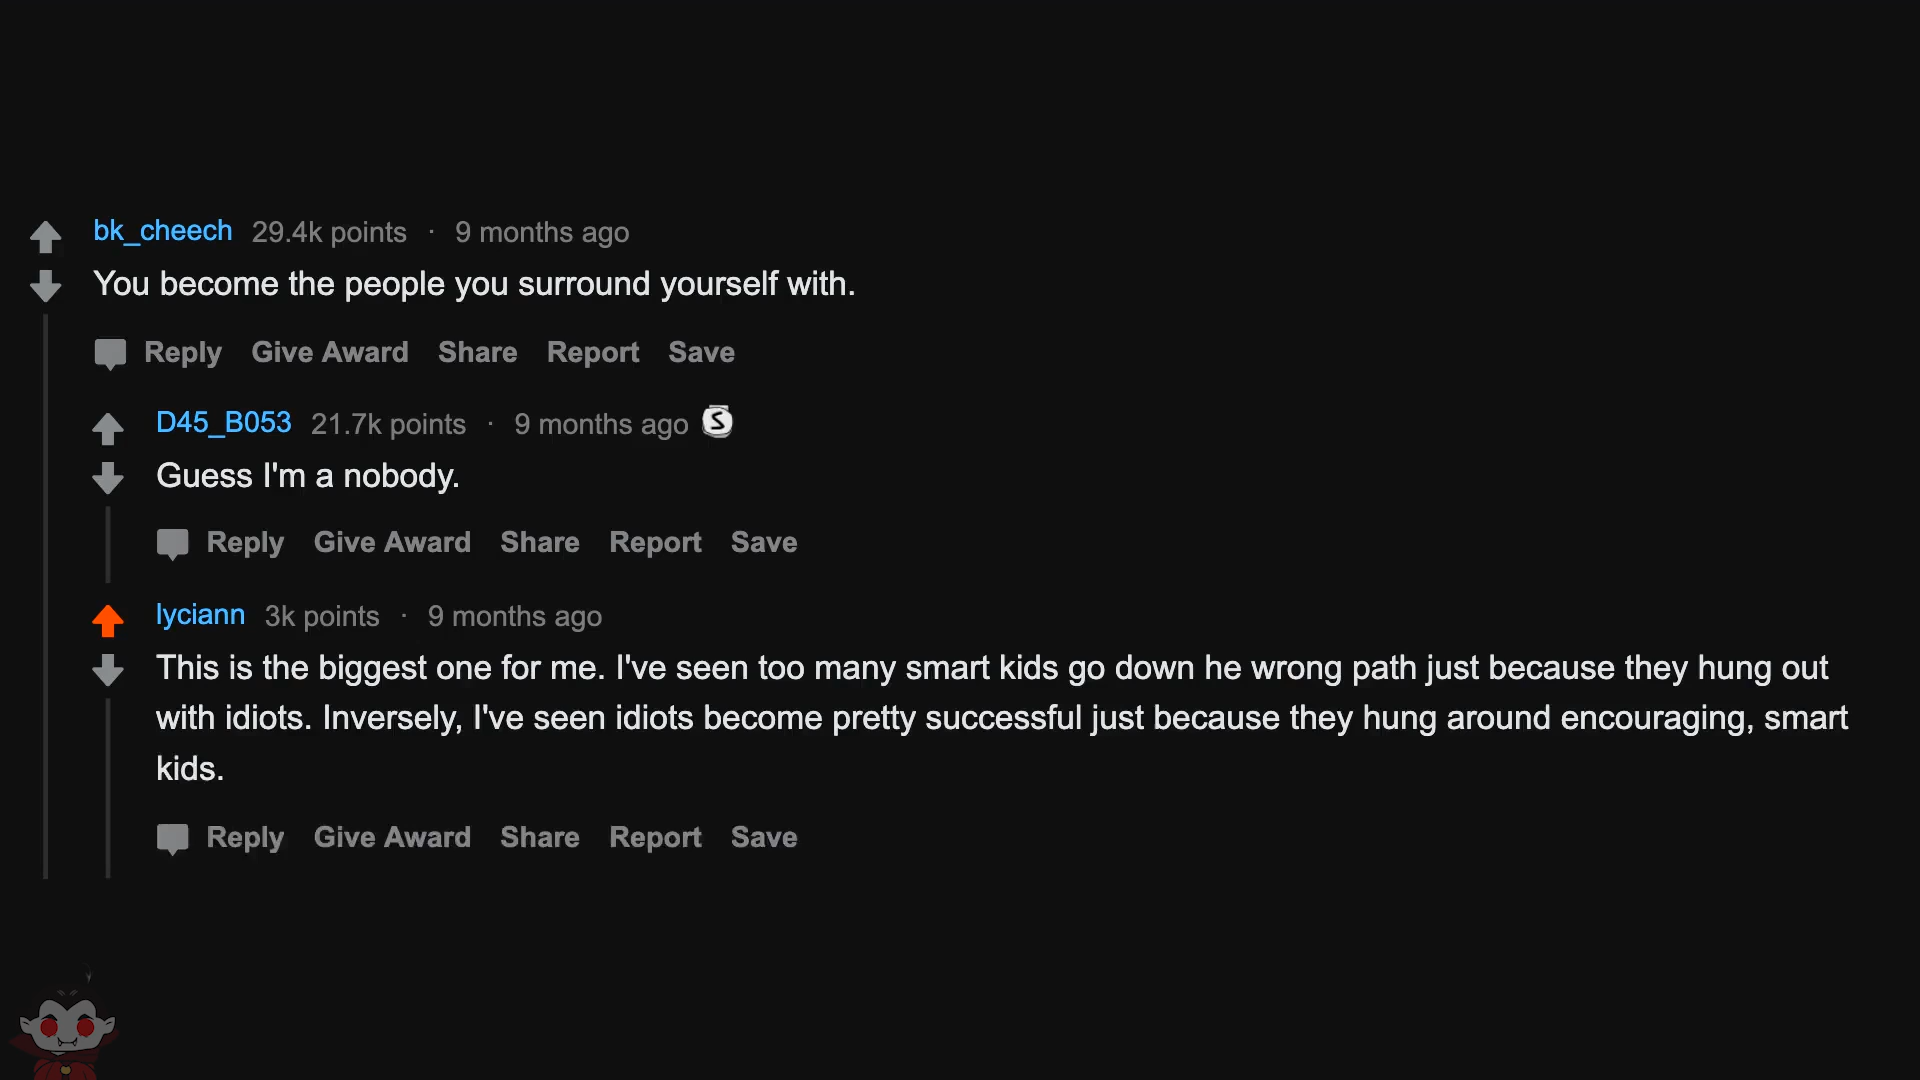 bk_cheech 29.4k points · 9 months ago
You become the people you surround yourself with.
Reply Give Award Share Report Save
D45_B053 21.7k points · 9 months ago S
Guess I'm a nobody.
Reply Give Award Share Report Save
lyciann 3k points · 9 months ago
This is the biggest one for me. I've seen too many smart kids go down he wrong path just because they hung out
with idiots. Inversely, I've seen idiots become pretty successful just because they hung around encouraging, smart
kids.
Reply Give Award Share Report Save